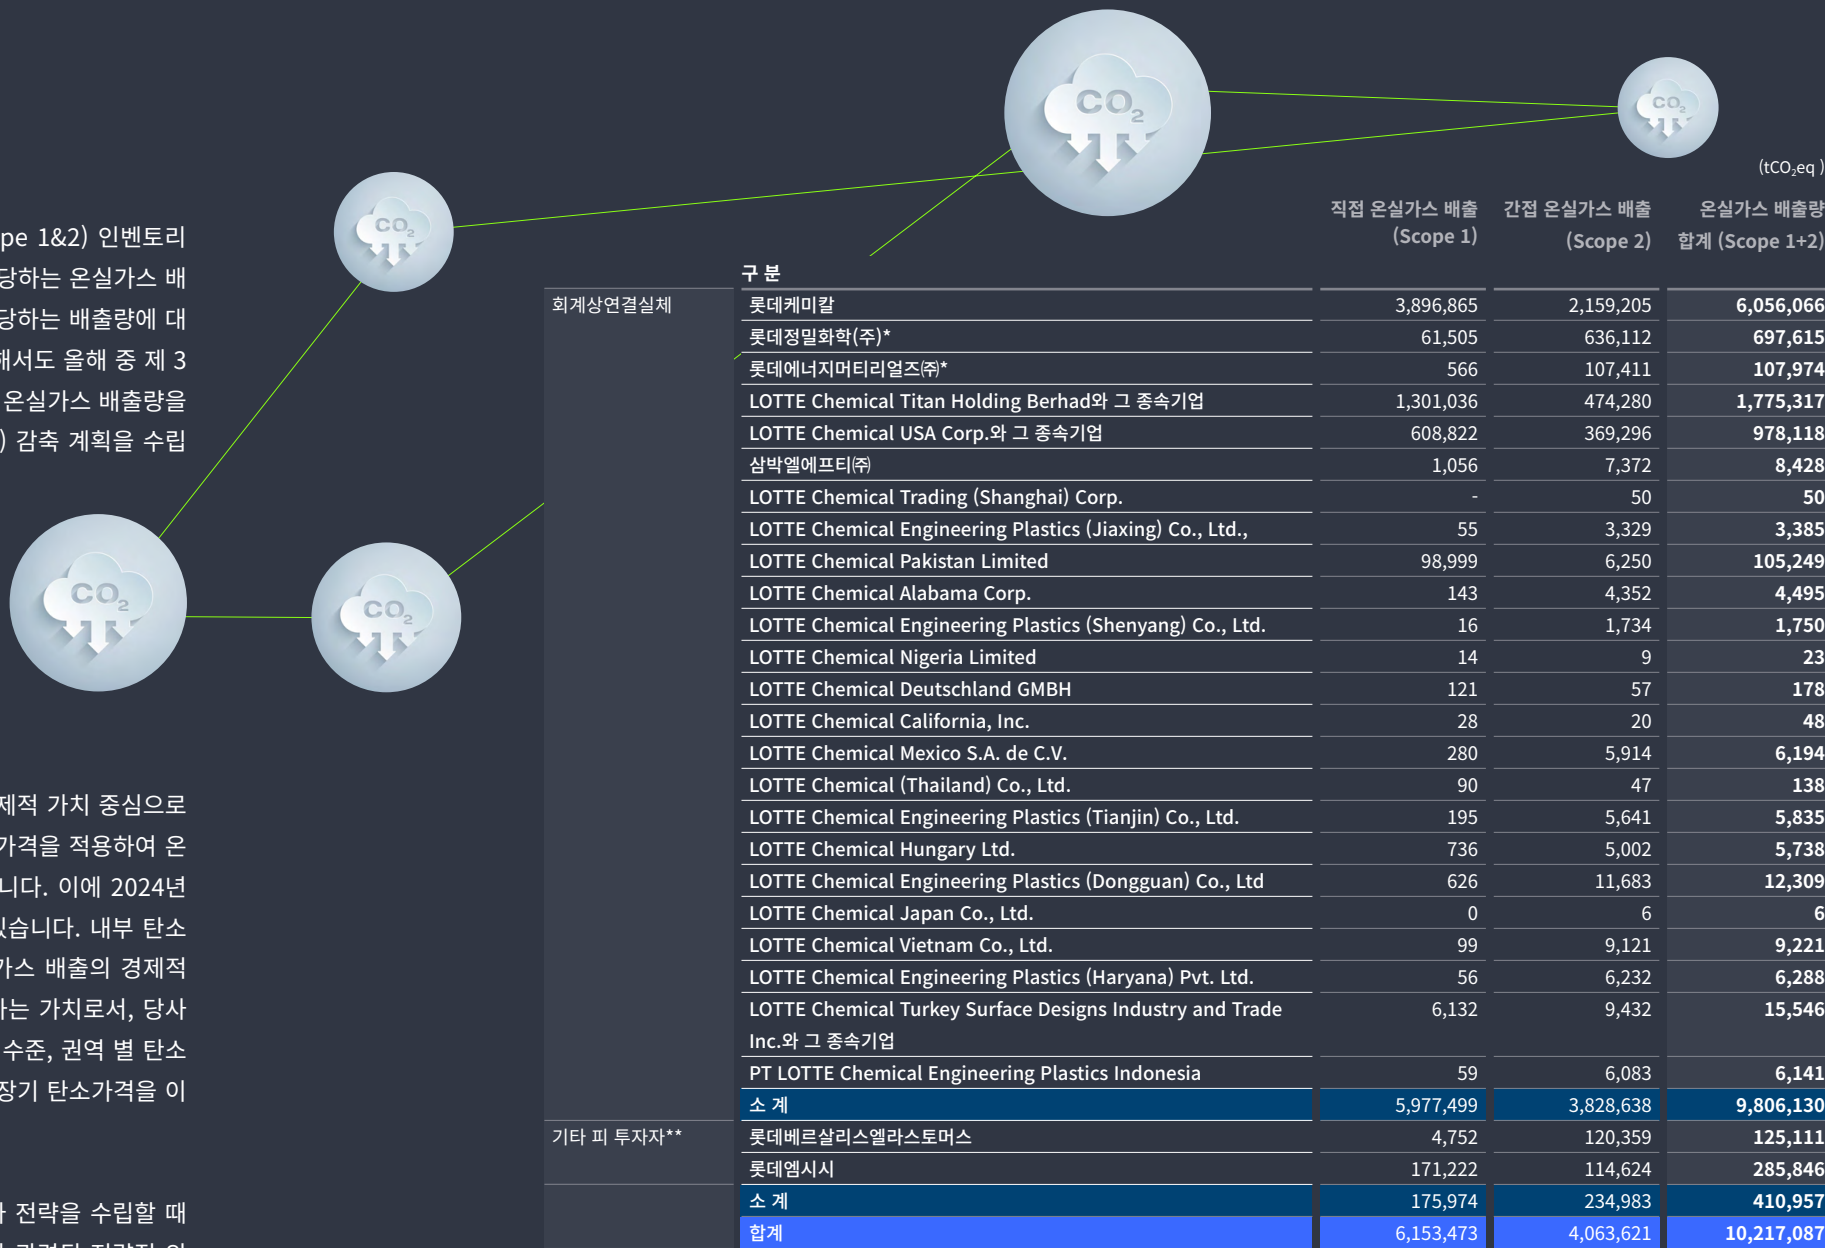 CO2
CO2
CO2
CO2
CO2
pe 1&2) 인벤토리
당하는 온실가스 배
당하는 배출량에 대
해서도 올해 중 제 3
온실가스 배출량을
) 감축 계획을 수립
제적 가치 중심으로
가격을 적용하여 온
니다. 이에 2024년
있습니다. 내부 탄소
가스 배출의 경제적
하는 가치로서, 당사
수준, 권역 별 탄소
장기 탄소가격을 이
전략을 수립할 때
(tCO2eq )
직접 온실가스 배출 간접 온실가스 배출 온실가스 배출량
(Scope 1) (Scope 2) 합계 (Scope 1+2)
구 분
회계상연결실체 롯데케미칼 3,896,865 2,159,205 6,056,066
롯데정밀화학(주)* 61,505 636,112 697,615
롯데에너지머티리얼즈㈜* 566 107,411 107,974
LOTTE Chemical Titan Holding Berhad와 그 종속기업 1,301,036 474,280 1,775,317
LOTTE Chemical USA Corp.와 그 종속기업 608,822 369,296 978,118
삼박엘에프티㈜ 1,056 7,372 8,428
LOTTE Chemical Trading (Shanghai) Corp. - 50 50
LOTTE Chemical Engineering Plastics (Jiaxing) Co., Ltd., 55 3,329 3,385
LOTTE Chemical Pakistan Limited 98,999 6,250 105,249
LOTTE Chemical Alabama Corp. 143 4,352 4,495
LOTTE Chemical Engineering Plastics (Shenyang) Co., Ltd. 16 1,734 1,750
LOTTE Chemical Nigeria Limited 14 9 23
LOTTE Chemical Deutschland GMBH 121 57 178
LOTTE Chemical California, Inc. 28 20 48
LOTTE Chemical Mexico S.A. de C.V. 280 5,914 6,194
LOTTE Chemical (Thailand) Co., Ltd. 90 47 138
LOTTE Chemical Engineering Plastics (Tianjin) Co., Ltd. 195 5,641 5,835
LOTTE Chemical Hungary Ltd. 736 5,002 5,738
LOTTE Chemical Engineering Plastics (Dongguan) Co., Ltd 626 11,683 12,309
LOTTE Chemical Japan Co., Ltd. 0 6 6
LOTTE Chemical Vietnam Co., Ltd. 99 9,121 9,221
LOTTE Chemical Engineering Plastics (Haryana) Pvt. Ltd. 56 6,232 6,288
LOTTE Chemical Turkey Surface Designs Industry and Trade 6,132 9,432 15,546
Inc.와 그 종속기업
PT LOTTE Chemical Engineering Plastics Indonesia 59 6,083 6,141
소 계 5,977,499 3,828,638 9,806,130
기타 피 투자자** 롯데베르살리스엘라스토머스 4,752 120,359 125,111
롯데엠시시 171,222 114,624 285,846
소 계 175,974 234,983 410,957
합계 6,153,473 4,063,621 10,217,087